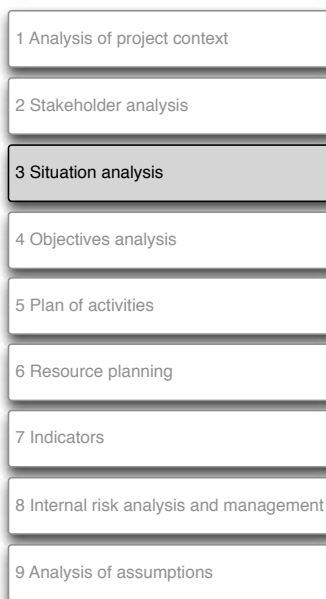 1 Analysis of project context
2 Stakeholder analysis
3 Situation analysis
4 Objectives analysis
5 Plan of activities
6 Resource planning
7 Indicators
8 Internal risk analysis and management
9 Analysis of assumptions